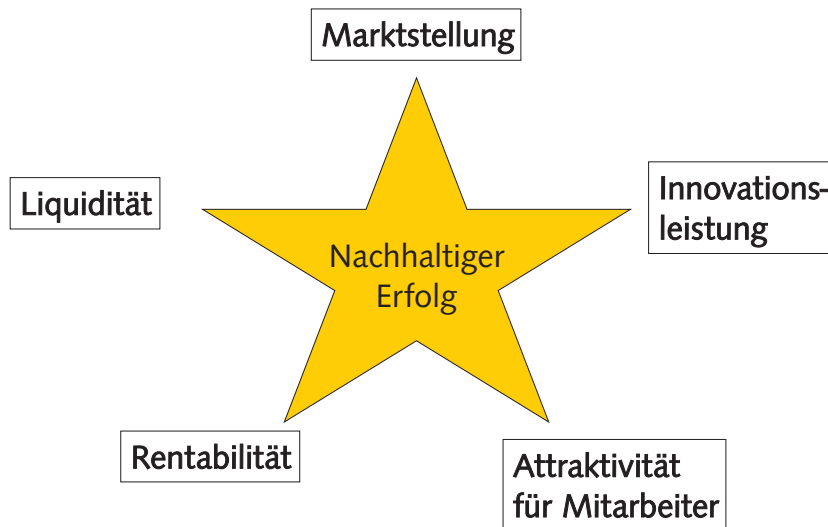 Marktstellung
Liquidität
Innovations-
leistung
Nachhaltiger
Erfolg
Rentabilität
Attraktivität
für Mitarbeiter